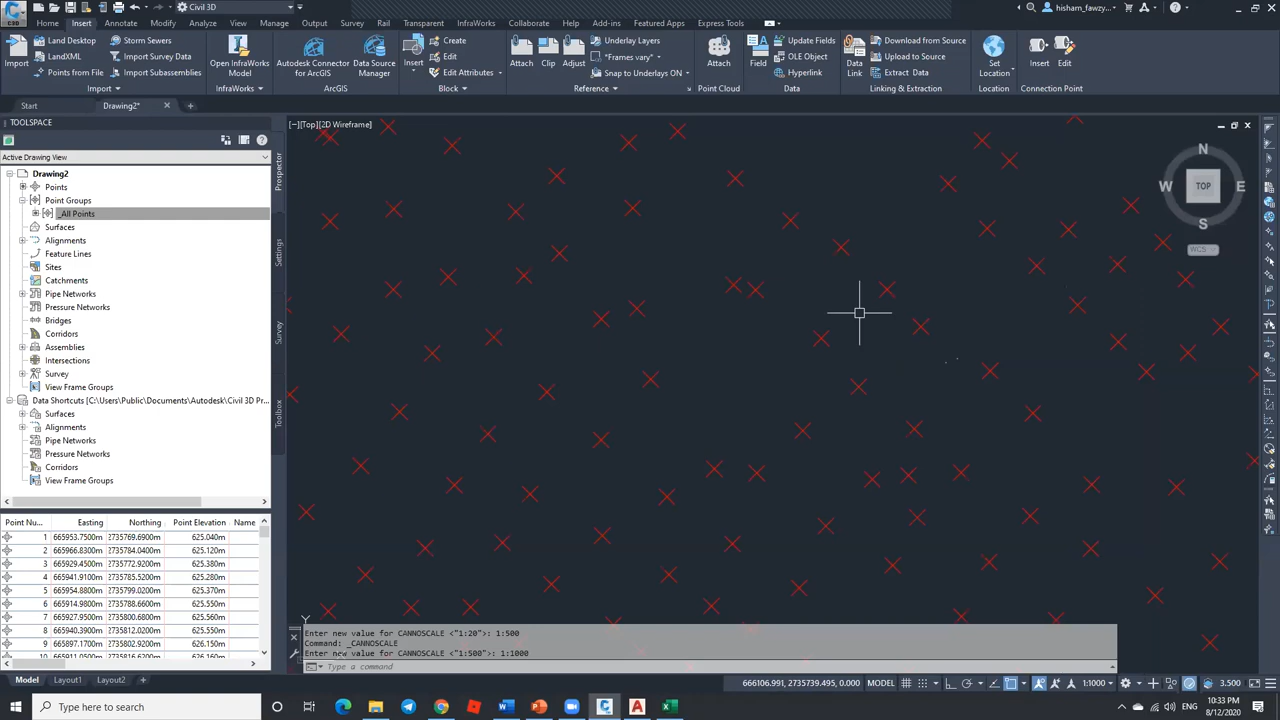 C3D Civil 3D hisham_fawzy...
Home Insert Annotate Modify Analyze View Manage Output Survey Rail Transparent InfraWorks Collaborate Help Add-ins Featured Apps Express Tools
Import
Land Desktop
LandXML
Points from File
Storm Sewers
Import Survey Data
Import Subassemblies
Import
Open InfraWorks
Model
InfraWorks
Autodesk Connector
for ArcGIS
Data Source
Manager
ArcGIS
Insert
Create
Edit
Edit Attributes
Block
Attach
Clip
Adjust
Underlay Layers
*Frames vary*
Snap to Underlays ON
Reference
Attach
Point Cloud
Field
Update Fields
OLE Object
Hyperlink
Data
Data
Link
Download from Source
Upload to Source
Extract Data
Linking & Extraction
Set
Location
Location
Insert
Edit
Connection Point
Start
Drawing2*
TOOLSPACE
Active Drawing View
Drawing2
Points
Point Groups
_All Points
Surfaces
Alignments
Feature Lines
Sites
Catchments
Pipe Networks
Pressure Networks
Bridges
Corridors
Assemblies
Intersections
Survey
View Frame Groups
Data Shortcuts [C:\Users\Public\Documents\Autodesk\Civil 3D Pr...
Surfaces
Alignments
Pipe Networks
Pressure Networks
Corridors
View Frame Groups
Prospector
Settings
Survey
Toolbox
Point Nu... Easting Northing Point Elevation Name
1 665953.7500m 2735769.6900m 625.040m
2 665966.8300m 2735784.0400m 625.120m
3 665929.4500m 2735772.9200m 625.380m
4 665941.9100m 2735785.5200m 625.280m
5 665954.8800m 2735799.0200m 625.370m
6 665914.9800m 2735788.6600m 625.550m
7 665927.9500m 2735800.6800m 625.560m
8 665940.3900m 2735812.0200m 625.550m
9 665897.1700m 2735804.3600m 626.150m
10 665911.0500m 2735816.6200m 626.160m
[−][Top][2D Wireframe]
N
W TOP E
S
WCS
Y
Enter new value for CANNOSCALE <"1:20">: 1:500
Command: _CANNOSCALE
Enter new value for CANNOSCALE <"1:500">: 1:1000
Type a command
Model Layout1 Layout2
666106.991, 2735739.495, 0.000 MODEL 1:1000 3.500
Type here to search
10:33 PM
(ENG)
8/12/2020